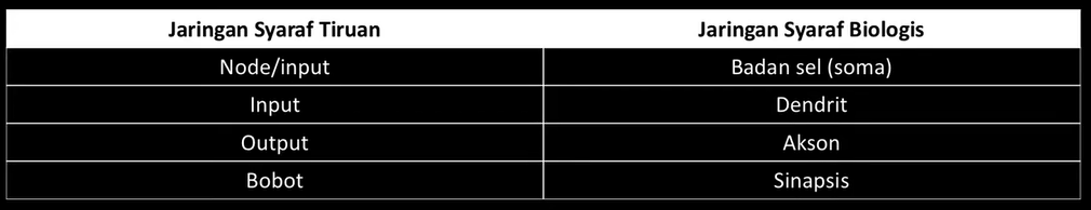 Jaringan Syaraf Tiruan Jaringan Syaraf Biologis
Node/input Badan sel (soma)
Input Dendrit
Output Akson
Bobot Sinapsis